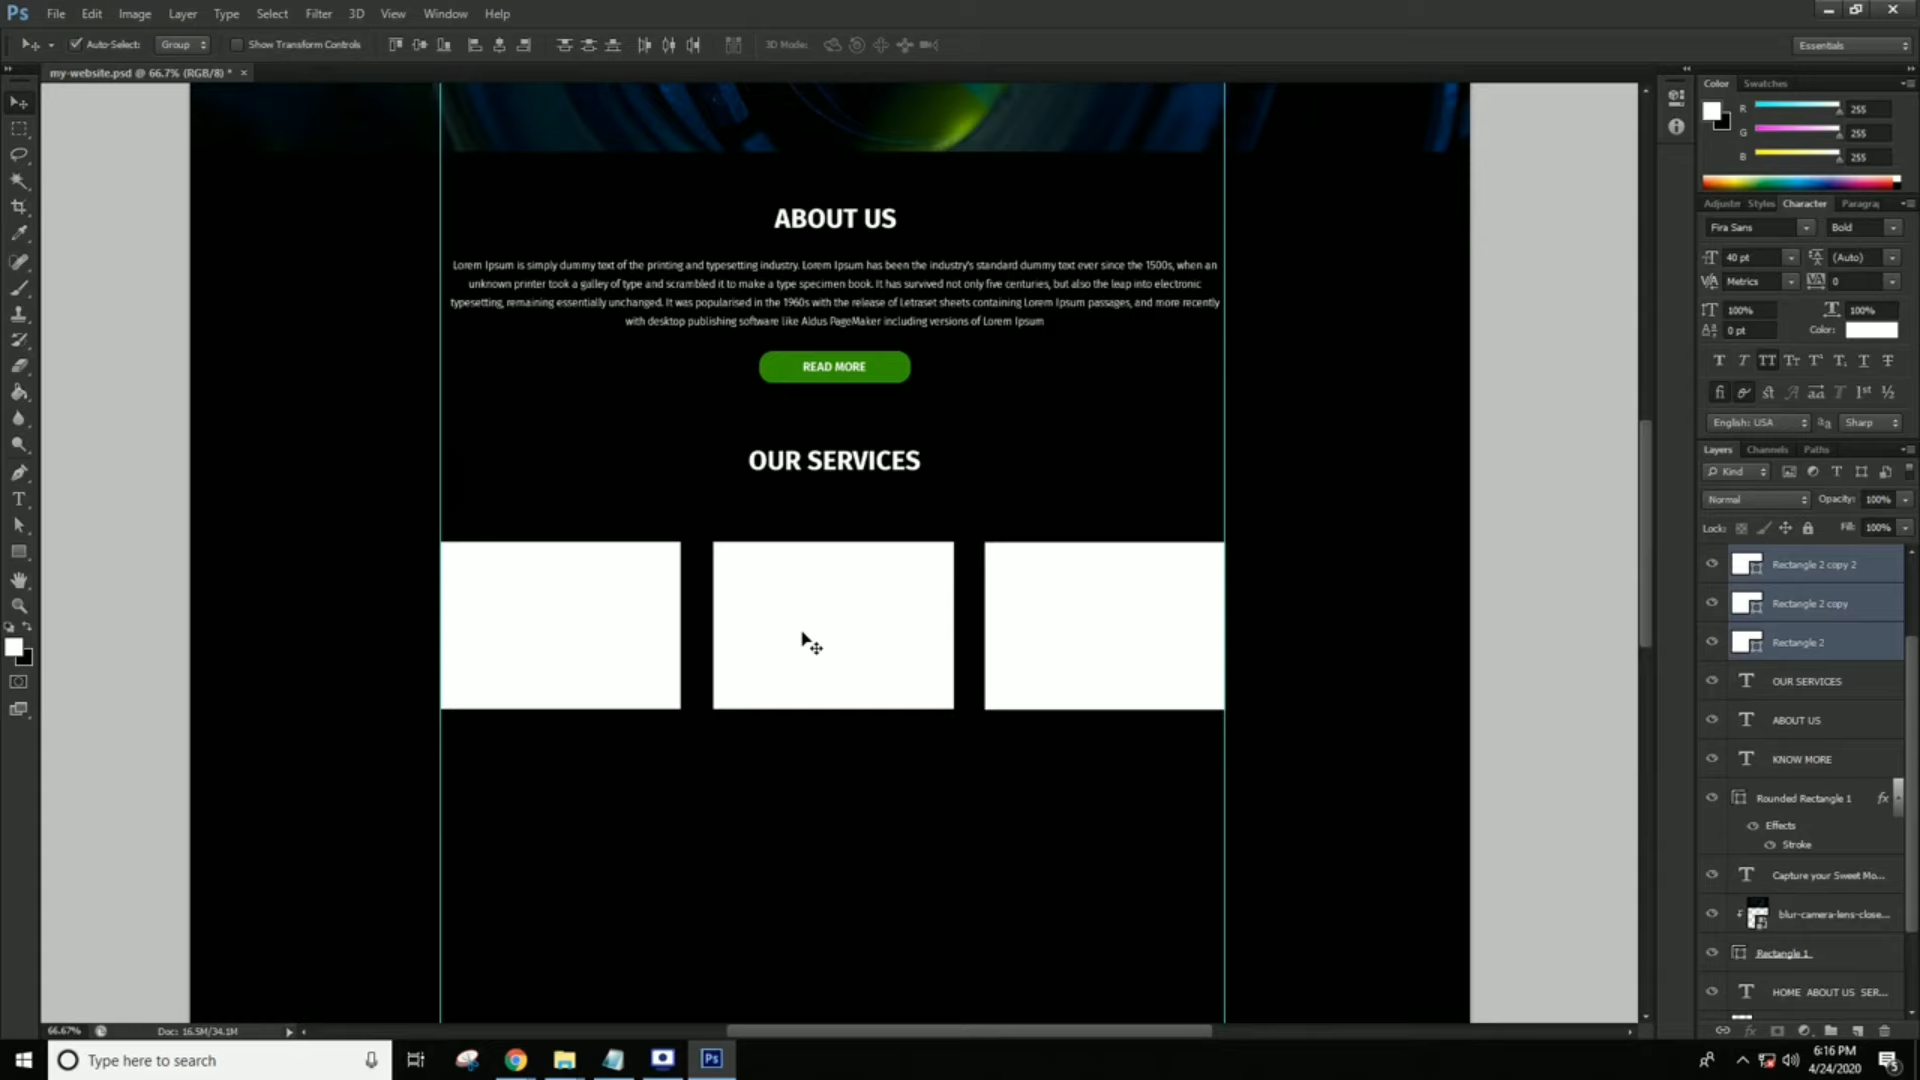 Ps File Edit Image Layer Type Select Filter 3D View Window Help
Auto-Select: Group Show Transform Controls 3D Mode: Essentials
my-website.psd @ 66.7% (RGB/8) * ×
Color Swatches
R 255
G 255
B 255
Adjustm Styles Character Paragrap
Fira Sans Bold
40 pt (Auto)
Metrics 0
100% 100%
0 pt Color:
English: USA Sharp
Layers Channels Paths
Kind
Normal Opacity: 100%
Lock: Fill: 100%
Rectangle 2 copy 2
Rectangle 2 copy
Rectangle 2
OUR SERVICES
ABOUT US
KNOW MORE
Rounded Rectangle 1 fx
Effects
Stroke
Capture your Sweet Mo...
blur-camera-lens-close...
Rectangle 1
HOME ABOUT US SER...
ABOUT US
Lorem Ipsum is simply dummy text of the printing and typesetting industry. Lorem Ipsum has been the industry's standard dummy text ever since the 1500s, when an
unknown printer took a galley of type and scrambled it to make a type specimen book. It has survived not only five centuries, but also the leap into electronic
typesetting, remaining essentially unchanged. It was popularised in the 1960s with the release of Letraset sheets containing Lorem Ipsum passages, and more recently
with desktop publishing software like Aldus PageMaker including versions of Lorem Ipsum
READ MORE
OUR SERVICES
66.67% Doc: 16.5M/34.1M
Type here to search
Ps
6:16 PM
4/24/2020
5